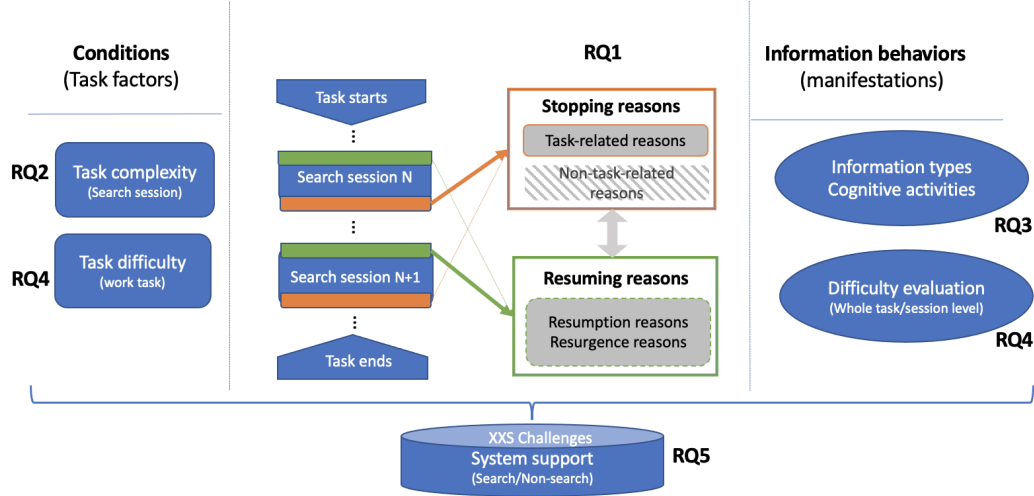 Conditions
(Task factors)
RQ2
Task complexity
(Search session)
RQ4
Task difficulty
(work task)
Task starts
Search session N
Search session N+1
Task ends
RQ1
Stopping reasons
Task-related reasons
Non-task-related
reasons
Resuming reasons
Resumption reasons
Resurgence reasons
Information behaviors
(manifestations)
Information types
Cognitive activities
RQ3
Difficulty evaluation
(Whole task/session level)
RQ4
XXS Challenges
System support
(Search/Non-search)
RQ5